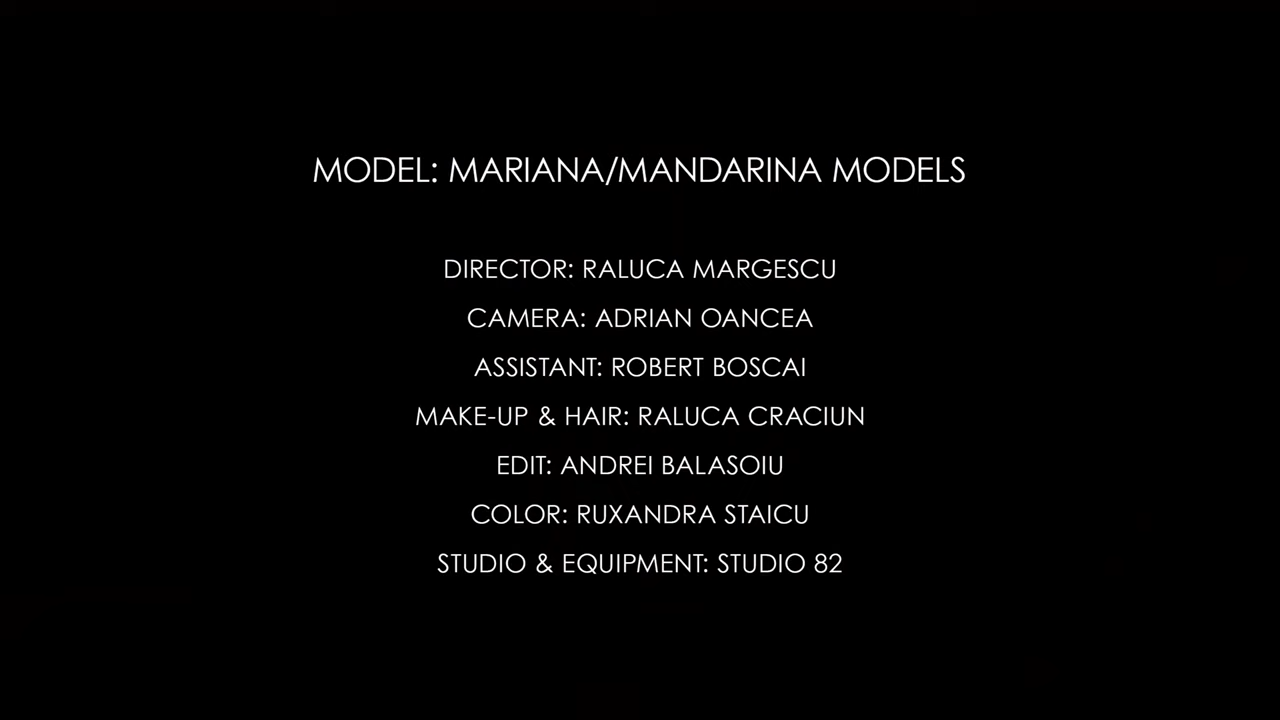 MODEL: MARIANA/MANDARINA MODELS
DIRECTOR: RALUCA MARGESCU
CAMERA: ADRIAN OANCEA
ASSISTANT: ROBERT BOSCAI
MAKE-UP & HAIR: RALUCA CRACIUN
EDIT: ANDREI BALASOIU
COLOR: RUXANDRA STAICU
STUDIO & EQUIPMENT: STUDIO 82